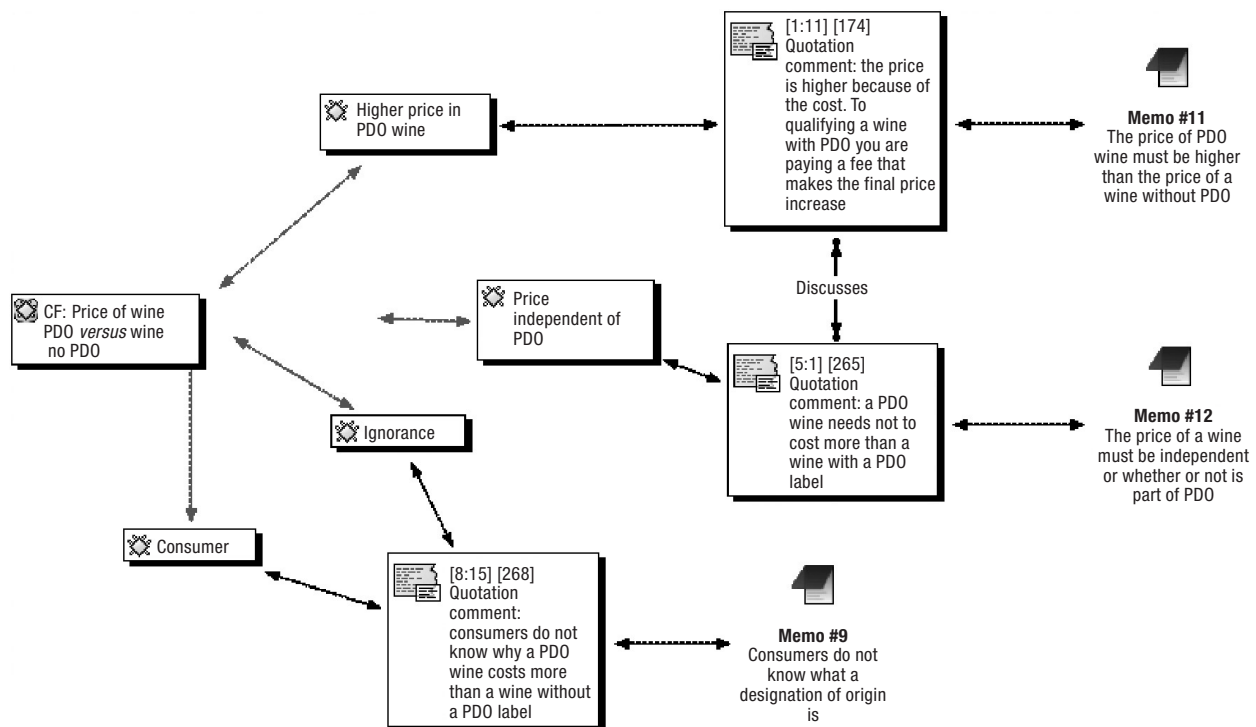 [1:11] [174]
Quotation
comment: the price
is higher because of
the cost. To
qualifying a wine
with PDO you are
paying a fee that
makes the final price
increase
Memo #11
The price of PDO
wine must be higher
than the price of a
wine without PDO
Higher price in
PDO wine
Discusses
CF: Price of wine
PDO versus wine
no PDO
Price
independent of
PDO
[5:1] [265]
Quotation
comment: a PDO
wine needs not to
cost more than a
wine with a PDO
label
Memo #12
The price of a wine
must be independent
or whether or not is
part of PDO
Ignorance
Consumer
[8:15] [268]
Quotation
comment:
consumers do not
know why a PDO
wine costs more
than a wine without
a PDO label
Memo #9
Consumers do not
know what a
designation of origin
is